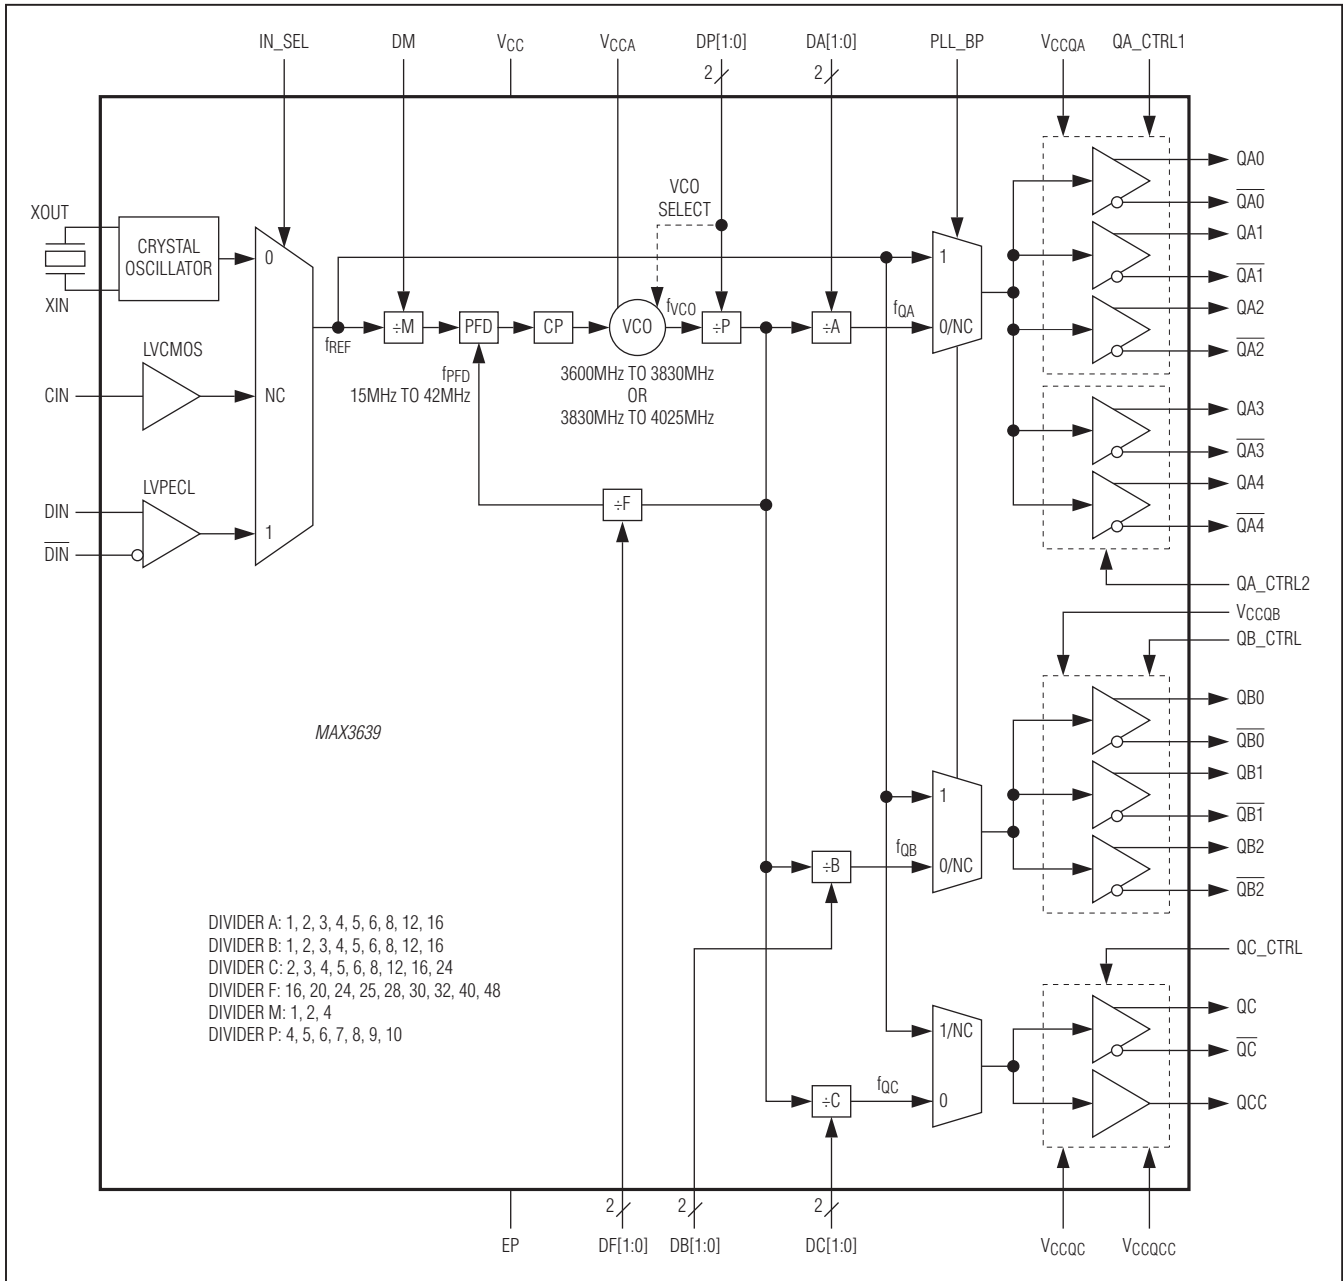 IN_SEL
DM
VCC
VCCA
DP[1:0]
DA[1:0]
PLL_BP
VCCQA
QA_CTRL1
2
2
QA0
QA0
QA1
QA1
QA2
QA2
QA3
QA3
QA4
QA4
QA_CTRL2
VCCQB
QB_CTRL
VCO
SELECT
XOUT
XIN
CRYSTAL
OSCILLATOR
0
NC
1
LVCMOS
CIN
LVPECL
DIN
DIN
fREF
÷M
PFD
CP
VCO
fVCO
÷P
÷A
fQA
1
0/NC
fPFD
15MHz TO 42MHz
3600MHz TO 3830MHz
OR
3830MHz TO 4025MHz
÷F
MAX3639
QB0
QB0
QB1
QB1
QB2
QB2
1
0/NC
fQB
÷B
DIVIDER A: 1, 2, 3, 4, 5, 6, 8, 12, 16
DIVIDER B: 1, 2, 3, 4, 5, 6, 8, 12, 16
DIVIDER C: 2, 3, 4, 5, 6, 8, 12, 16, 24
DIVIDER F: 16, 20, 24, 25, 28, 30, 32, 40, 48
DIVIDER M: 1, 2, 4
DIVIDER P: 4, 5, 6, 7, 8, 9, 10
QC_CTRL
QC
QC
QCC
1/NC
0
fQC
÷C
2
2
2
EP
DF[1:0]
DB[1:0]
DC[1:0]
VCCQC
VCCQCC